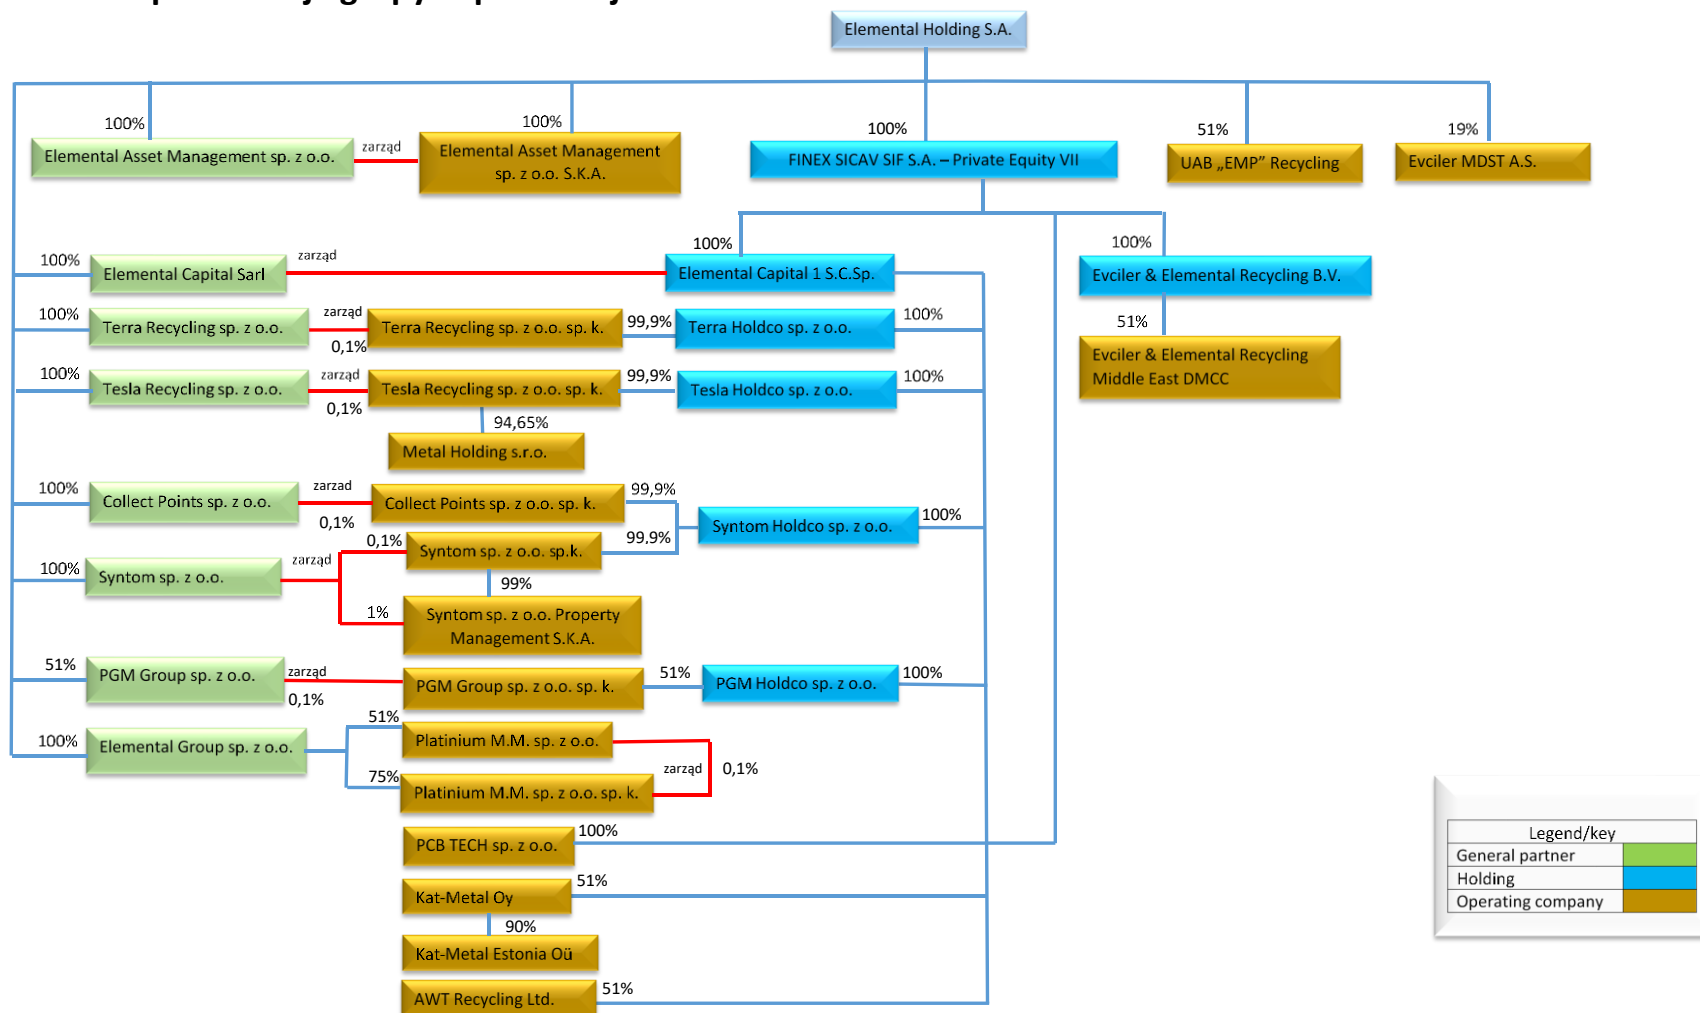 Elemental Holding S.A.
100%
100%
100%
51%
19%
Elemental Asset Management sp. z o.o.
zarząd
Elemental Asset Management
sp. z o.o. S.K.A.
FINEX SICAV SIF S.A. – Private Equity VII
UAB „EMP” Recycling
Evciler MDST A.S.
100%
Elemental Capital Sarl
zarząd
100%
Elemental Capital 1 S.C.Sp.
100%
Evciler & Elemental Recycling B.V.
51%
Evciler & Elemental Recycling
Middle East DMCC
100%
Terra Recycling sp. z o.o.
zarząd
0,1%
Terra Recycling sp. z o.o. sp. k.
99,9%
Terra Holdco sp. z o.o.
100%
100%
Tesla Recycling sp. z o.o.
zarząd
0,1%
Tesla Recycling sp. z o.o. sp. k.
99,9%
Tesla Holdco sp. z o.o.
100%
94,65%
Metal Holding s.r.o.
100%
Collect Points sp. z o.o.
zarzad
0,1%
Collect Points sp. z o.o. sp. k.
99,9%
Syntom Holdco sp. z o.o.
100%
100%
Syntom sp. z o.o.
zarząd
0,1%
Syntom sp. z o.o. sp.k.
99,9%
99%
1%
Syntom sp. z o.o. Property
Management S.K.A.
51%
PGM Group sp. z o.o.
zarząd
0,1%
PGM Group sp. z o.o. sp. k.
51%
PGM Holdco sp. z o.o.
100%
100%
Elemental Group sp. z o.o.
51%
Platinium M.M. sp. z o.o.
75%
Platinium M.M. sp. z o.o. sp. k.
zarząd
0,1%
PCB TECH sp. z o.o.
100%
Kat-Metal Oy
51%
90%
Kat-Metal Estonia Oü
AWT Recycling Ltd.
51%
Legend/key
General partner
Holding
Operating company